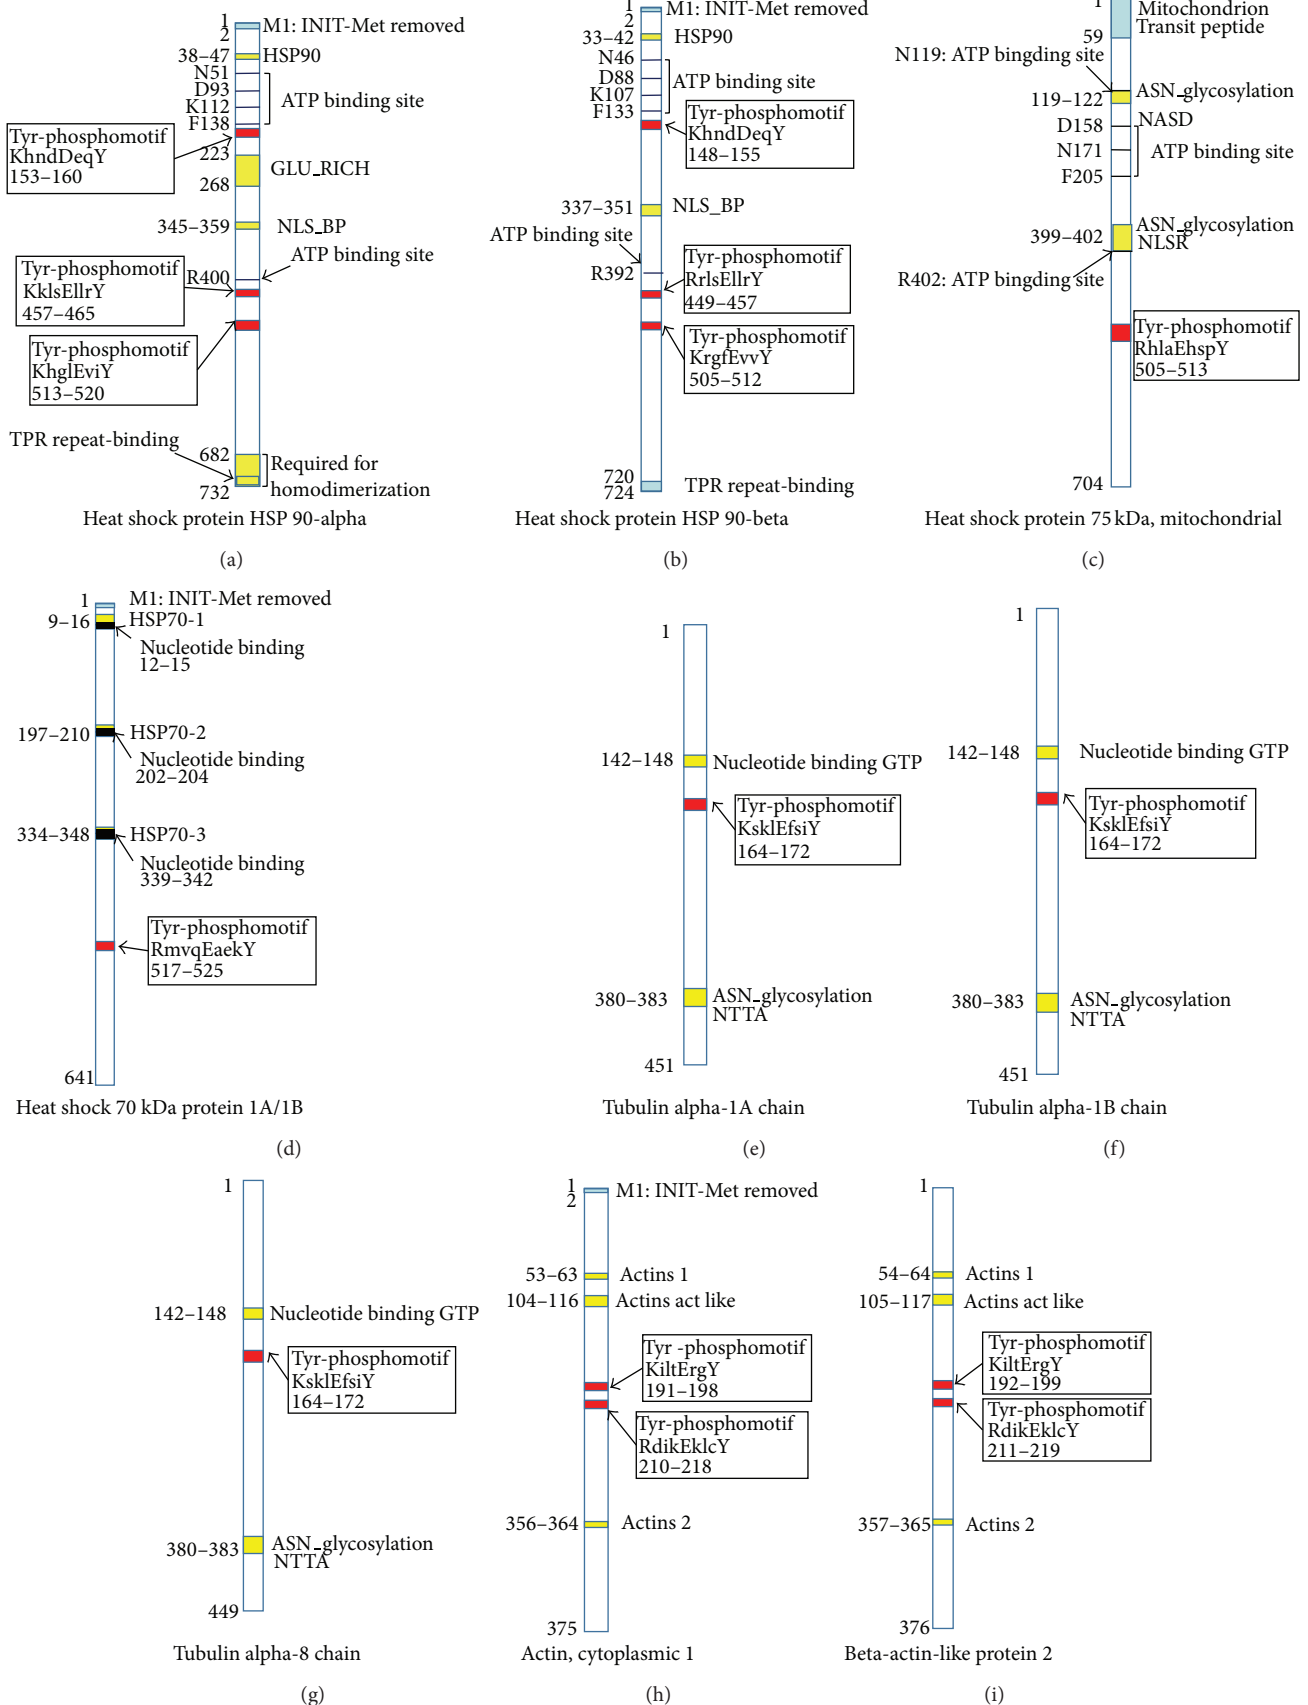 1
M1: INIT-Met removed
2
38–47
HSP90
N51
D93
K112
F138
ATP binding site
Tyr-phosphomotif
KhndDeqY
153–160
223
268
GLU_RICH
345–359
NLS_BP
ATP binding site
R400
Tyr-phosphomotif
KklsEllrY
457–465
Tyr-phosphomotif
KhglEviY
513–520
TPR repeat-binding
682
732
Required for
homodimerization
Heat shock protein HSP 90-alpha
(a)
1
M1: INIT-Met removed
2
33–42
HSP90
N46
D88
K107
F133
ATP binding site
Tyr-phosphomotif
KhndDeqY
148–155
337–351
NLS_BP
ATP binding site
R392
Tyr-phosphomotif
RrlsEllrY
449–457
Tyr-phosphomotif
KrgfEvvY
505–512
720
724
TPR repeat-binding
Heat shock protein HSP 90-beta
(b)
1
Mitochondrion
Transit peptide
59
N119: ATP bingding site
119–122
ASN_glycosylation
NASD
D158
N171
F205
ATP binding site
399–402
ASN_glycosylation
NLSR
R402: ATP bingding site
Tyr-phosphomotif
RhlaEhspY
505–513
704
Heat shock protein 75 kDa, mitochondrial
(c)
1
M1: INIT-Met removed
9–16
HSP70-1
Nucleotide binding
12–15
197–210
HSP70-2
Nucleotide binding
202–204
334–348
HSP70-3
Nucleotide binding
339–342
Tyr-phosphomotif
RmvqEaekY
517–525
641
Heat shock 70 kDa protein 1A/1B
(d)
1
142–148
Nucleotide binding GTP
Tyr-phosphomotif
KsklEfsiY
164–172
380–383
ASN_glycosylation
NTTA
451
Tubulin alpha-1A chain
(e)
1
142–148
Nucleotide binding GTP
Tyr-phosphomotif
KsklEfsiY
164–172
380–383
ASN_glycosylation
NTTA
451
Tubulin alpha-1B chain
(f)
1
142–148
Nucleotide binding GTP
Tyr-phosphomotif
KsklEfsiY
164–172
380–383
ASN_glycosylation
NTTA
449
Tubulin alpha-8 chain
(g)
1
2
M1: INIT-Met removed
53–63
Actins 1
104–116
Actins act like
Tyr -phosphomotif
KiltErgY
191–198
Tyr-phosphomotif
RdikEklcY
210–218
356–364
Actins 2
375
Actin, cytoplasmic 1
(h)
1
54–64
Actins 1
105–117
Actins act like
Tyr-phosphomotif
KiltErgY
192–199
Tyr-phosphomotif
RdikEklcY
211–219
357–365
Actins 2
376
Beta-actin-like protein 2
(i)